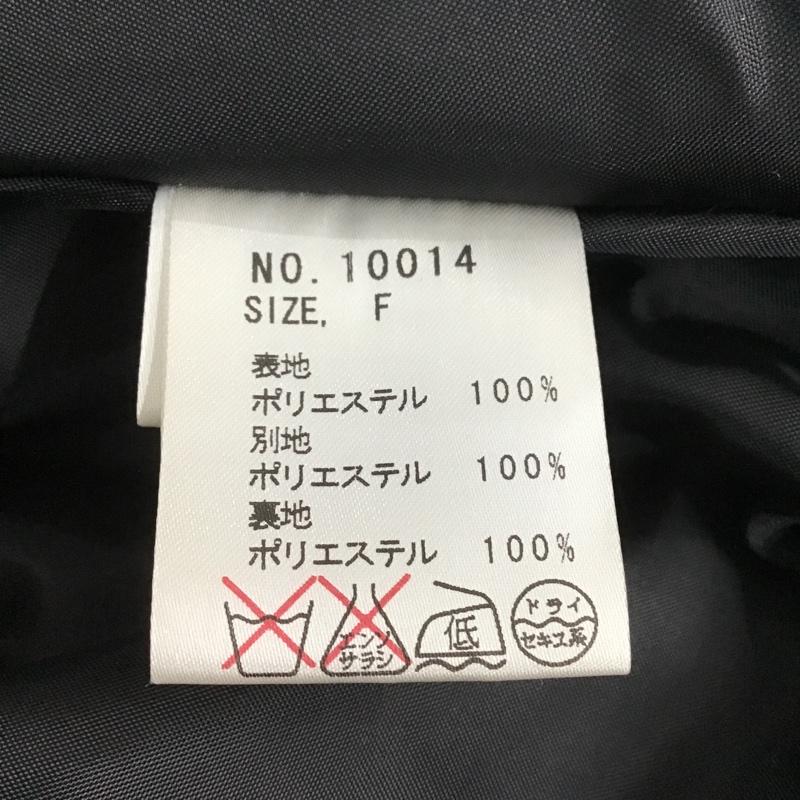 NO. 10014
SIZE, F
表地
ポリエステル 100%
別地
ポリエステル 100%
裏地
ポリエステル 100%
エンソ
サラシ
低
ドライ
セキユ系